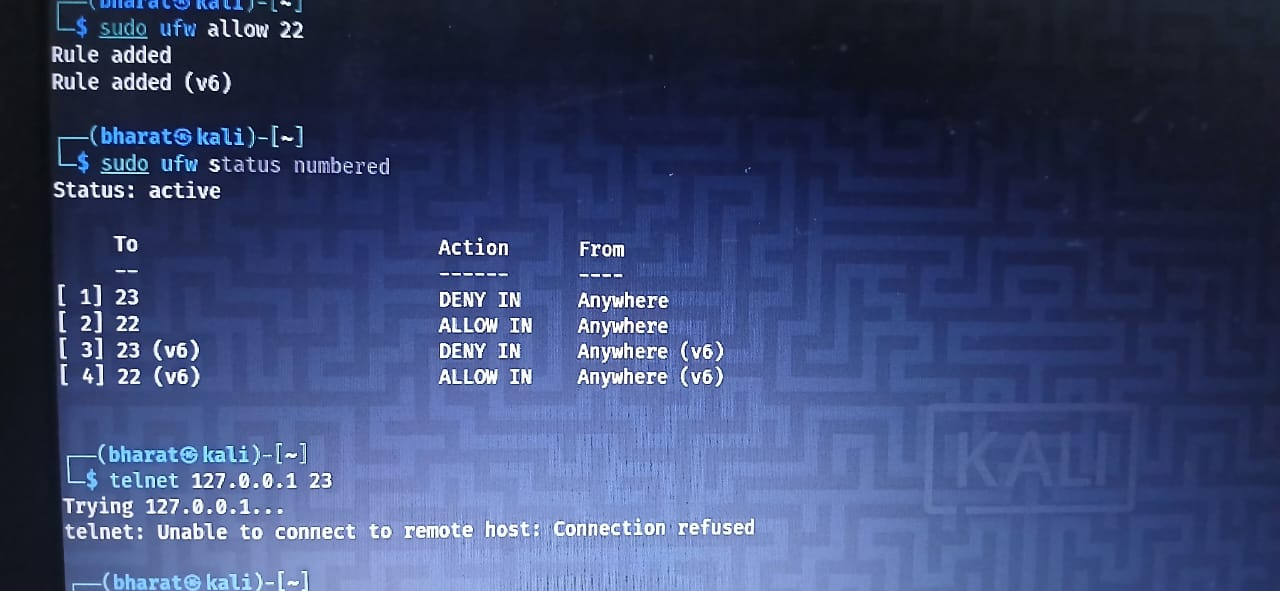 (bharat㉿kali)-[~]
$ sudo ufw allow 22
Rule added
Rule added (v6)
(bharat㉿kali)-[~]
$ sudo ufw status numbered
Status: active
To Action From
-- ------ ----
[ 1] 23 DENY IN Anywhere
[ 2] 22 ALLOW IN Anywhere
[ 3] 23 (v6) DENY IN Anywhere (v6)
[ 4] 22 (v6) ALLOW IN Anywhere (v6)
(bharat㉿kali)-[~]
$ telnet 127.0.0.1 23
Trying 127.0.0.1...
telnet: Unable to connect to remote host: Connection refused
(bharat㉿kali)-[~]
KALI